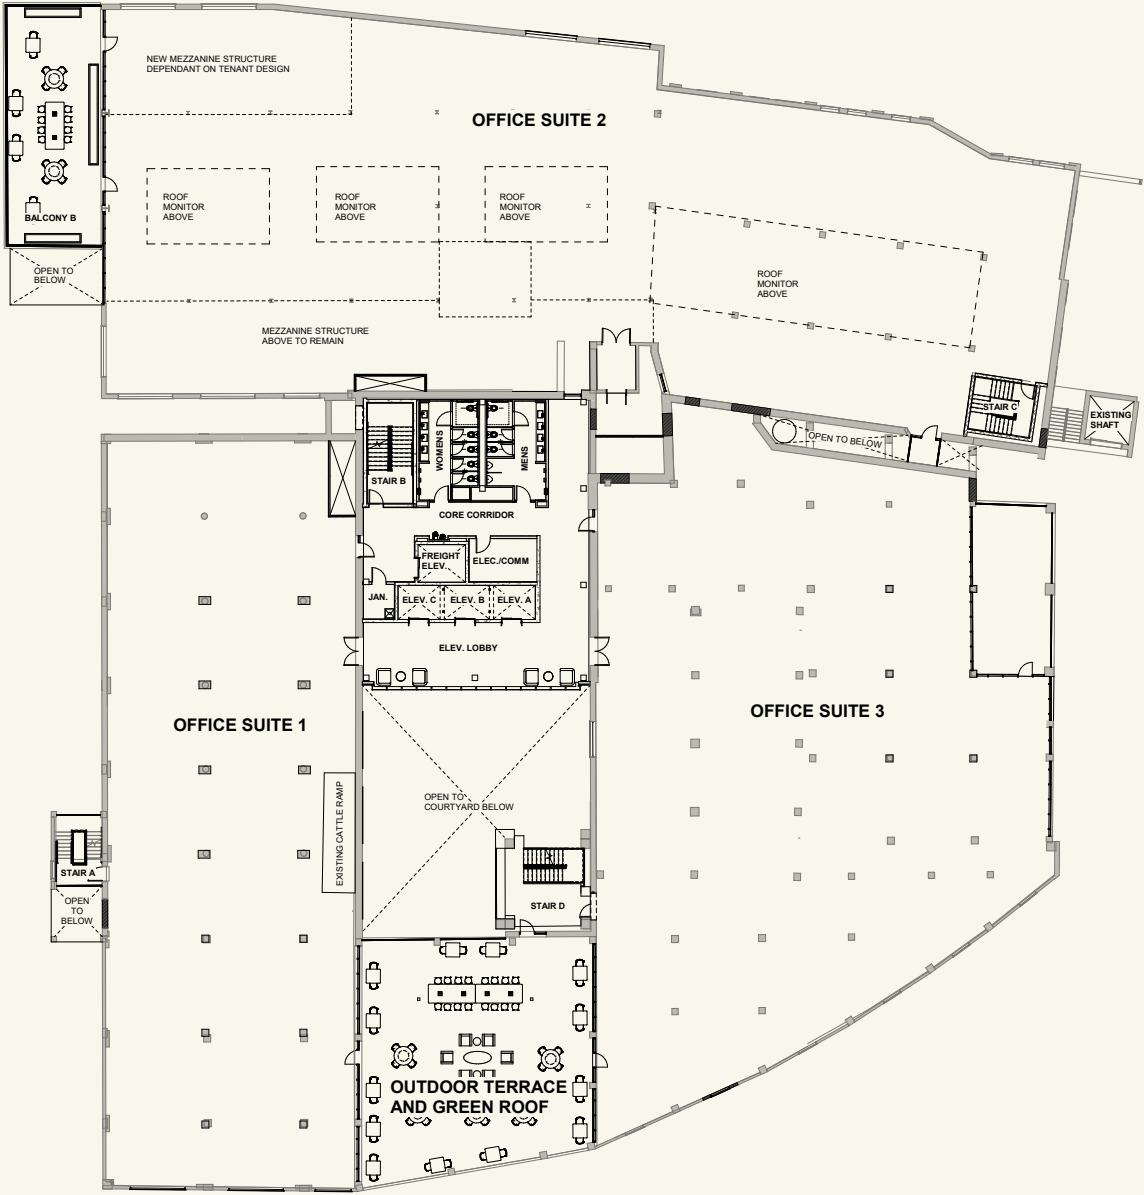 NEW MEZZANINE STRUCTURE
DEPENDANT ON TENANT DESIGN
OFFICE SUITE 2
ROOF
MONITOR
ABOVE
ROOF
MONITOR
ABOVE
ROOF
MONITOR
ABOVE
BALCONY B
OPEN TO
BELOW
ROOF
MONITOR
ABOVE
MEZZANINE STRUCTURE
ABOVE TO REMAIN
STAIR C
EXISTING
SHAFT
OPEN TO BELOW
WOMENS
MENS
STAIR B
CORE CORRIDOR
FREIGHT
ELEV.
ELEC./COMM
JAN.
ELEV. C
ELEV. B
ELEV. A
ELEV. LOBBY
OFFICE SUITE 1
OFFICE SUITE 3
OPEN TO
COURTYARD BELOW
EXISTING CATTLE RAMP
STAIR A
OPEN
TO
BELOW
STAIR D
OUTDOOR TERRACE
AND GREEN ROOF